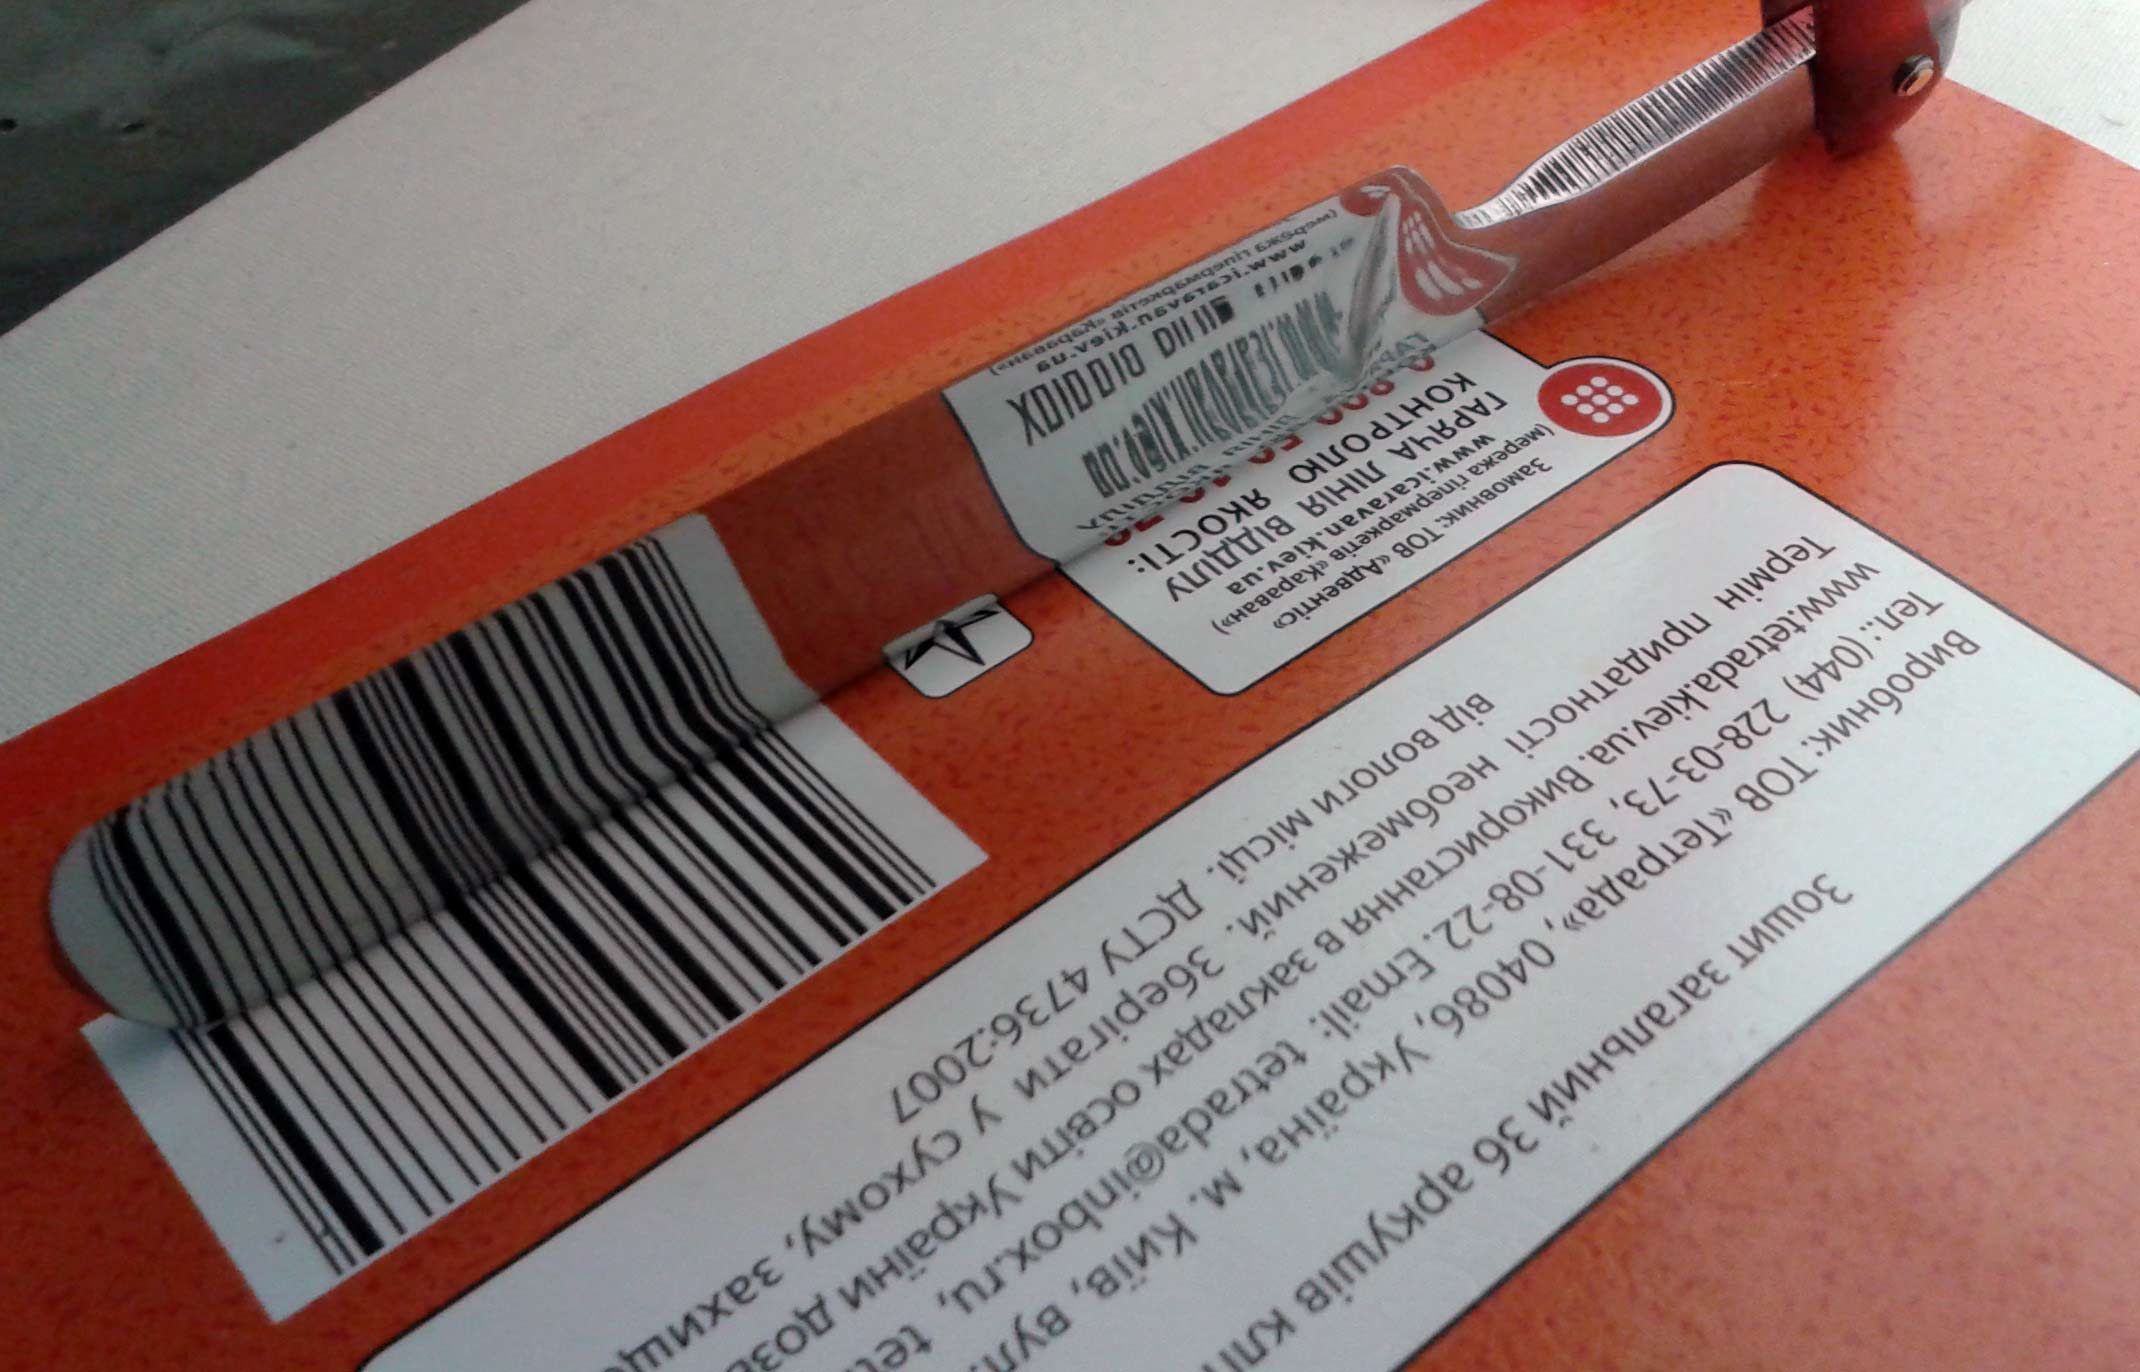 Зошит загальний 36 аркушів
Виробник: ТОВ «Тетрада», 04086, Україна, м. Київ, вул.
Тел.: (044) 228-03-73, 331-08-22. Email: tetrada@inbox.ru,
www.tetrada.kiev.ua. Використання в закладах освіти України
Термін придатності необмежений. Зберігати у сухому,
від вологи місці. ДСТУ 4736:2007
Замовник: ТОВ «Адвентіс»
(мережа гіпермаркетів «Караван»)
www.icaravan.kiev.ua
ГАРЯЧА ЛІНІЯ ВІДДІЛУ
КОНТРОЛЮ ЯКОСТІ: